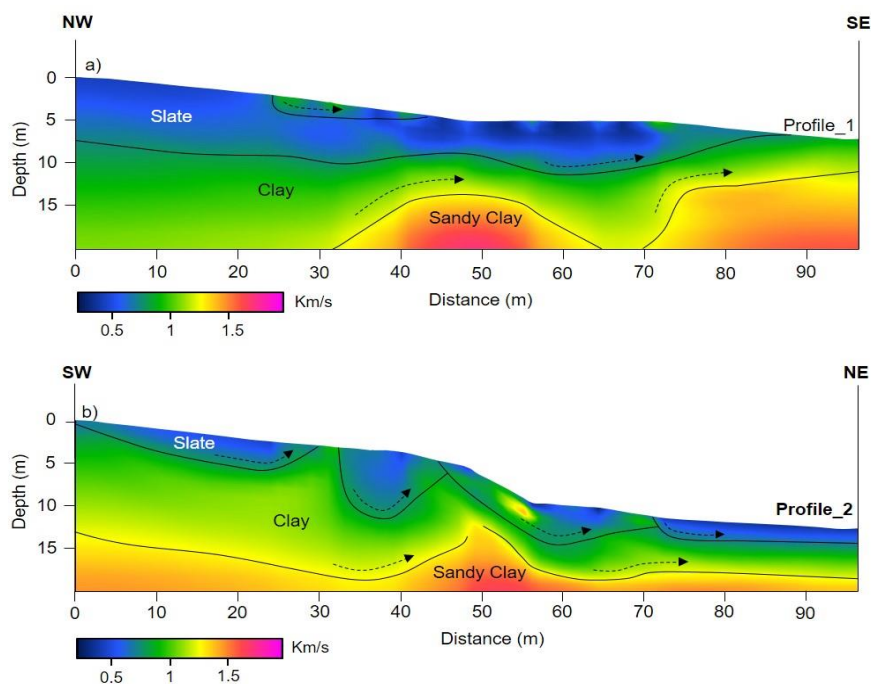 NW SE
a)
0
5
10
15
Depth (m)
Slate
Clay
Sandy Clay
Profile_1
0 10 20 30 40 50 60 70 80 90
Distance (m)
Km/s
0.5 1 1.5
SW NE
b)
0
5
10
15
Depth (m)
Slate
Clay
Sandy Clay
Profile_2
0 10 20 30 40 50 60 70 80 90
Distance (m)
Km/s
0.5 1 1.5